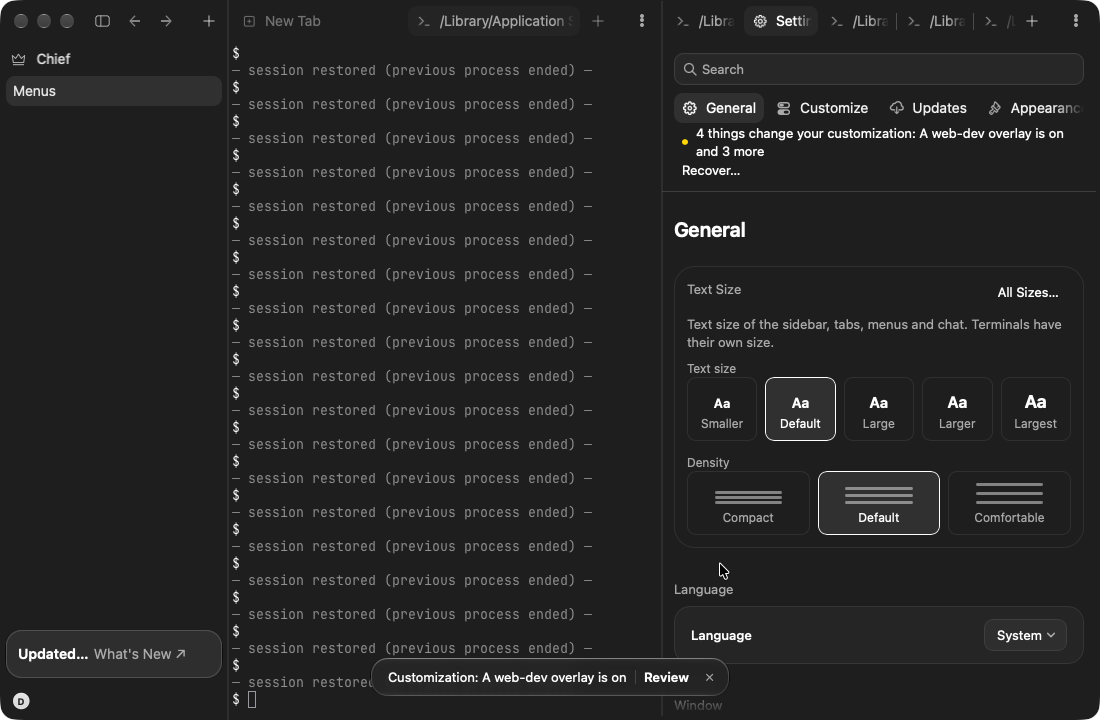 New Tab
/Library/Application S
/Libra
Settin
/Libra
/Libra
Chief
Menus
$
— session restored (previous process ended) —
$
— session restored (previous process ended) —
$
— session restored (previous process ended) —
$
— session restored (previous process ended) —
$
— session restored (previous process ended) —
$
— session restored (previous process ended) —
$
— session restored (previous process ended) —
$
— session restored (previous process ended) —
$
— session restored (previous process ended) —
$
— session restored (previous process ended) —
$
— session restored (previous process ended) —
$
— session restored (previous process ended) —
$
— session restored (previous process ended) —
$
— session restored (previous process ended) —
$
— session restored (previous process ended) —
$
— session restored (previous process ended) —
$
— session restored (previous process ended) —
$
— session restored (previous process ended) —
$
— session restored
$
Search
General
Customize
Updates
Appearanc
4 things change your customization: A web-dev overlay is on
and 3 more
Recover...
General
Text Size
All Sizes...
Text size of the sidebar, tabs, menus and chat. Terminals have
their own size.
Text size
Aa Aa Aa Aa Aa
Smaller Default Large Larger Largest
Density
Compact Default Comfortable
Language
Language
System
Window
Updated... What's New ↗
D
Customization: A web-dev overlay is on
Review